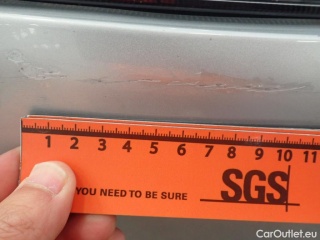 1 2 3 4 5 6 7 8 9 10 11
YOU NEED TO BE SURE
SGS
CarOutlet.eu